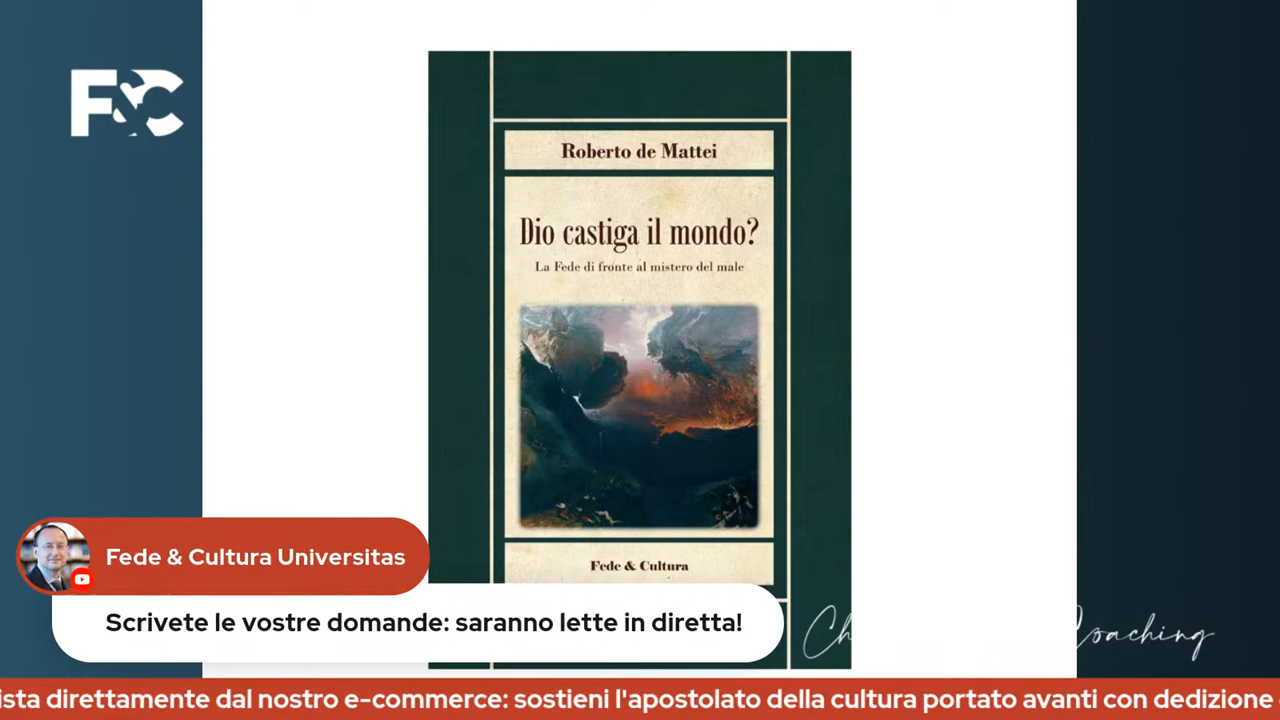 F&C
Roberto de Mattei
Dio castiga il mondo?
La Fede di fronte al mistero del male
Fede & Cultura
Fede & Cultura Universitas
Scrivete le vostre domande: saranno lette in diretta!
Coaching
ista direttamente dal nostro e-commerce: sostieni l'apostolato della cultura portato avanti con dedizione